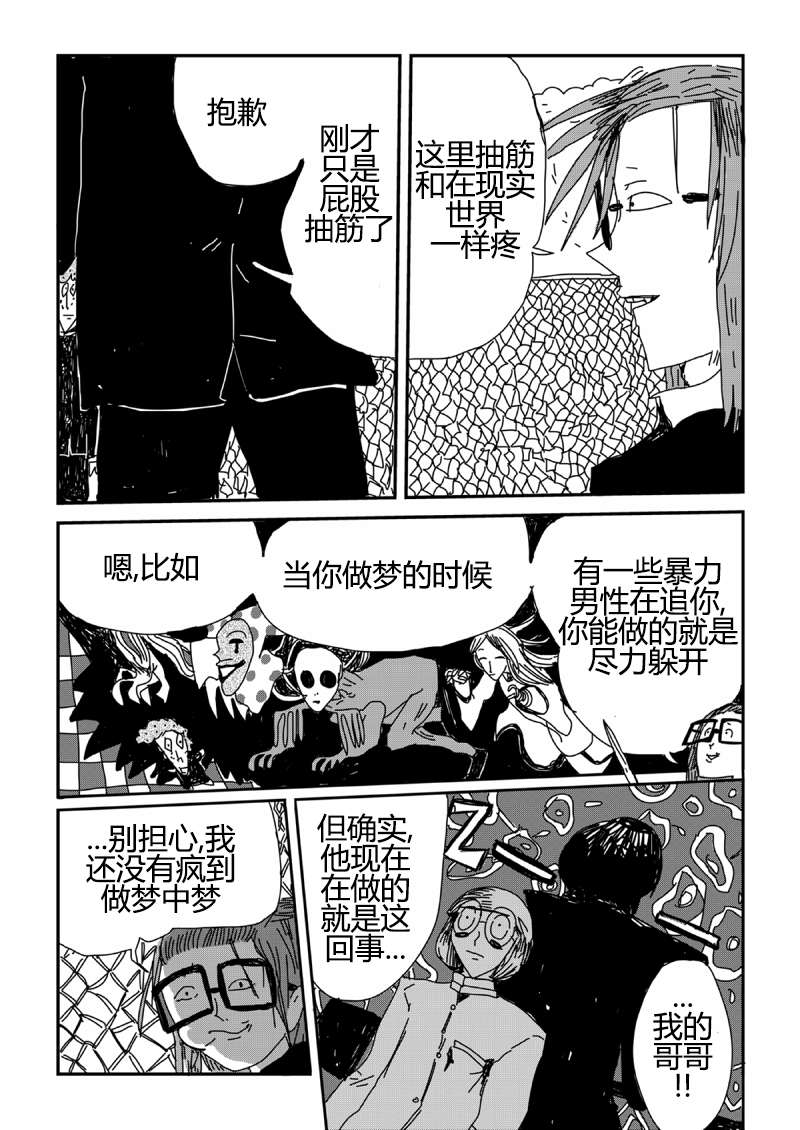 抱歉
刚才
只是
屁股
抽筋了
这里抽筋
和在现实
世界
一样疼
嗯,比如
当你做梦的时候
有一些暴力
男性在追你,
你能做的就是
尽力躲开
...别担心,我
还没有疯到
做梦中梦
但确实,
他现在
在做的
就是这
回事...
Z
...
我的
哥哥
!!